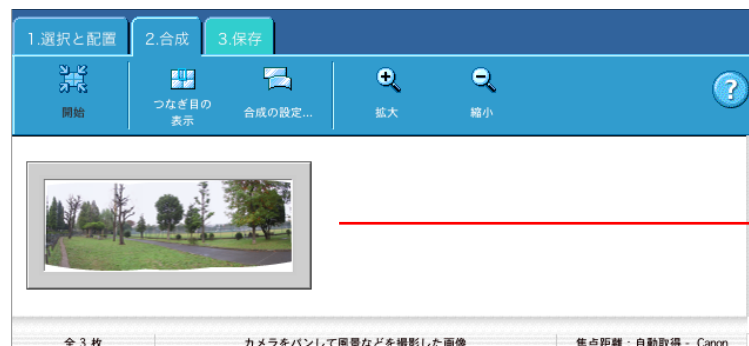 1.選択と配置 2.合成 3.保存
開始 つなぎ目の表示 合成の設定... 拡大 縮小 ?
全 3 枚 カメラをパンして風景などを撮影した画像 焦点距離 : 自動取得 - Canon